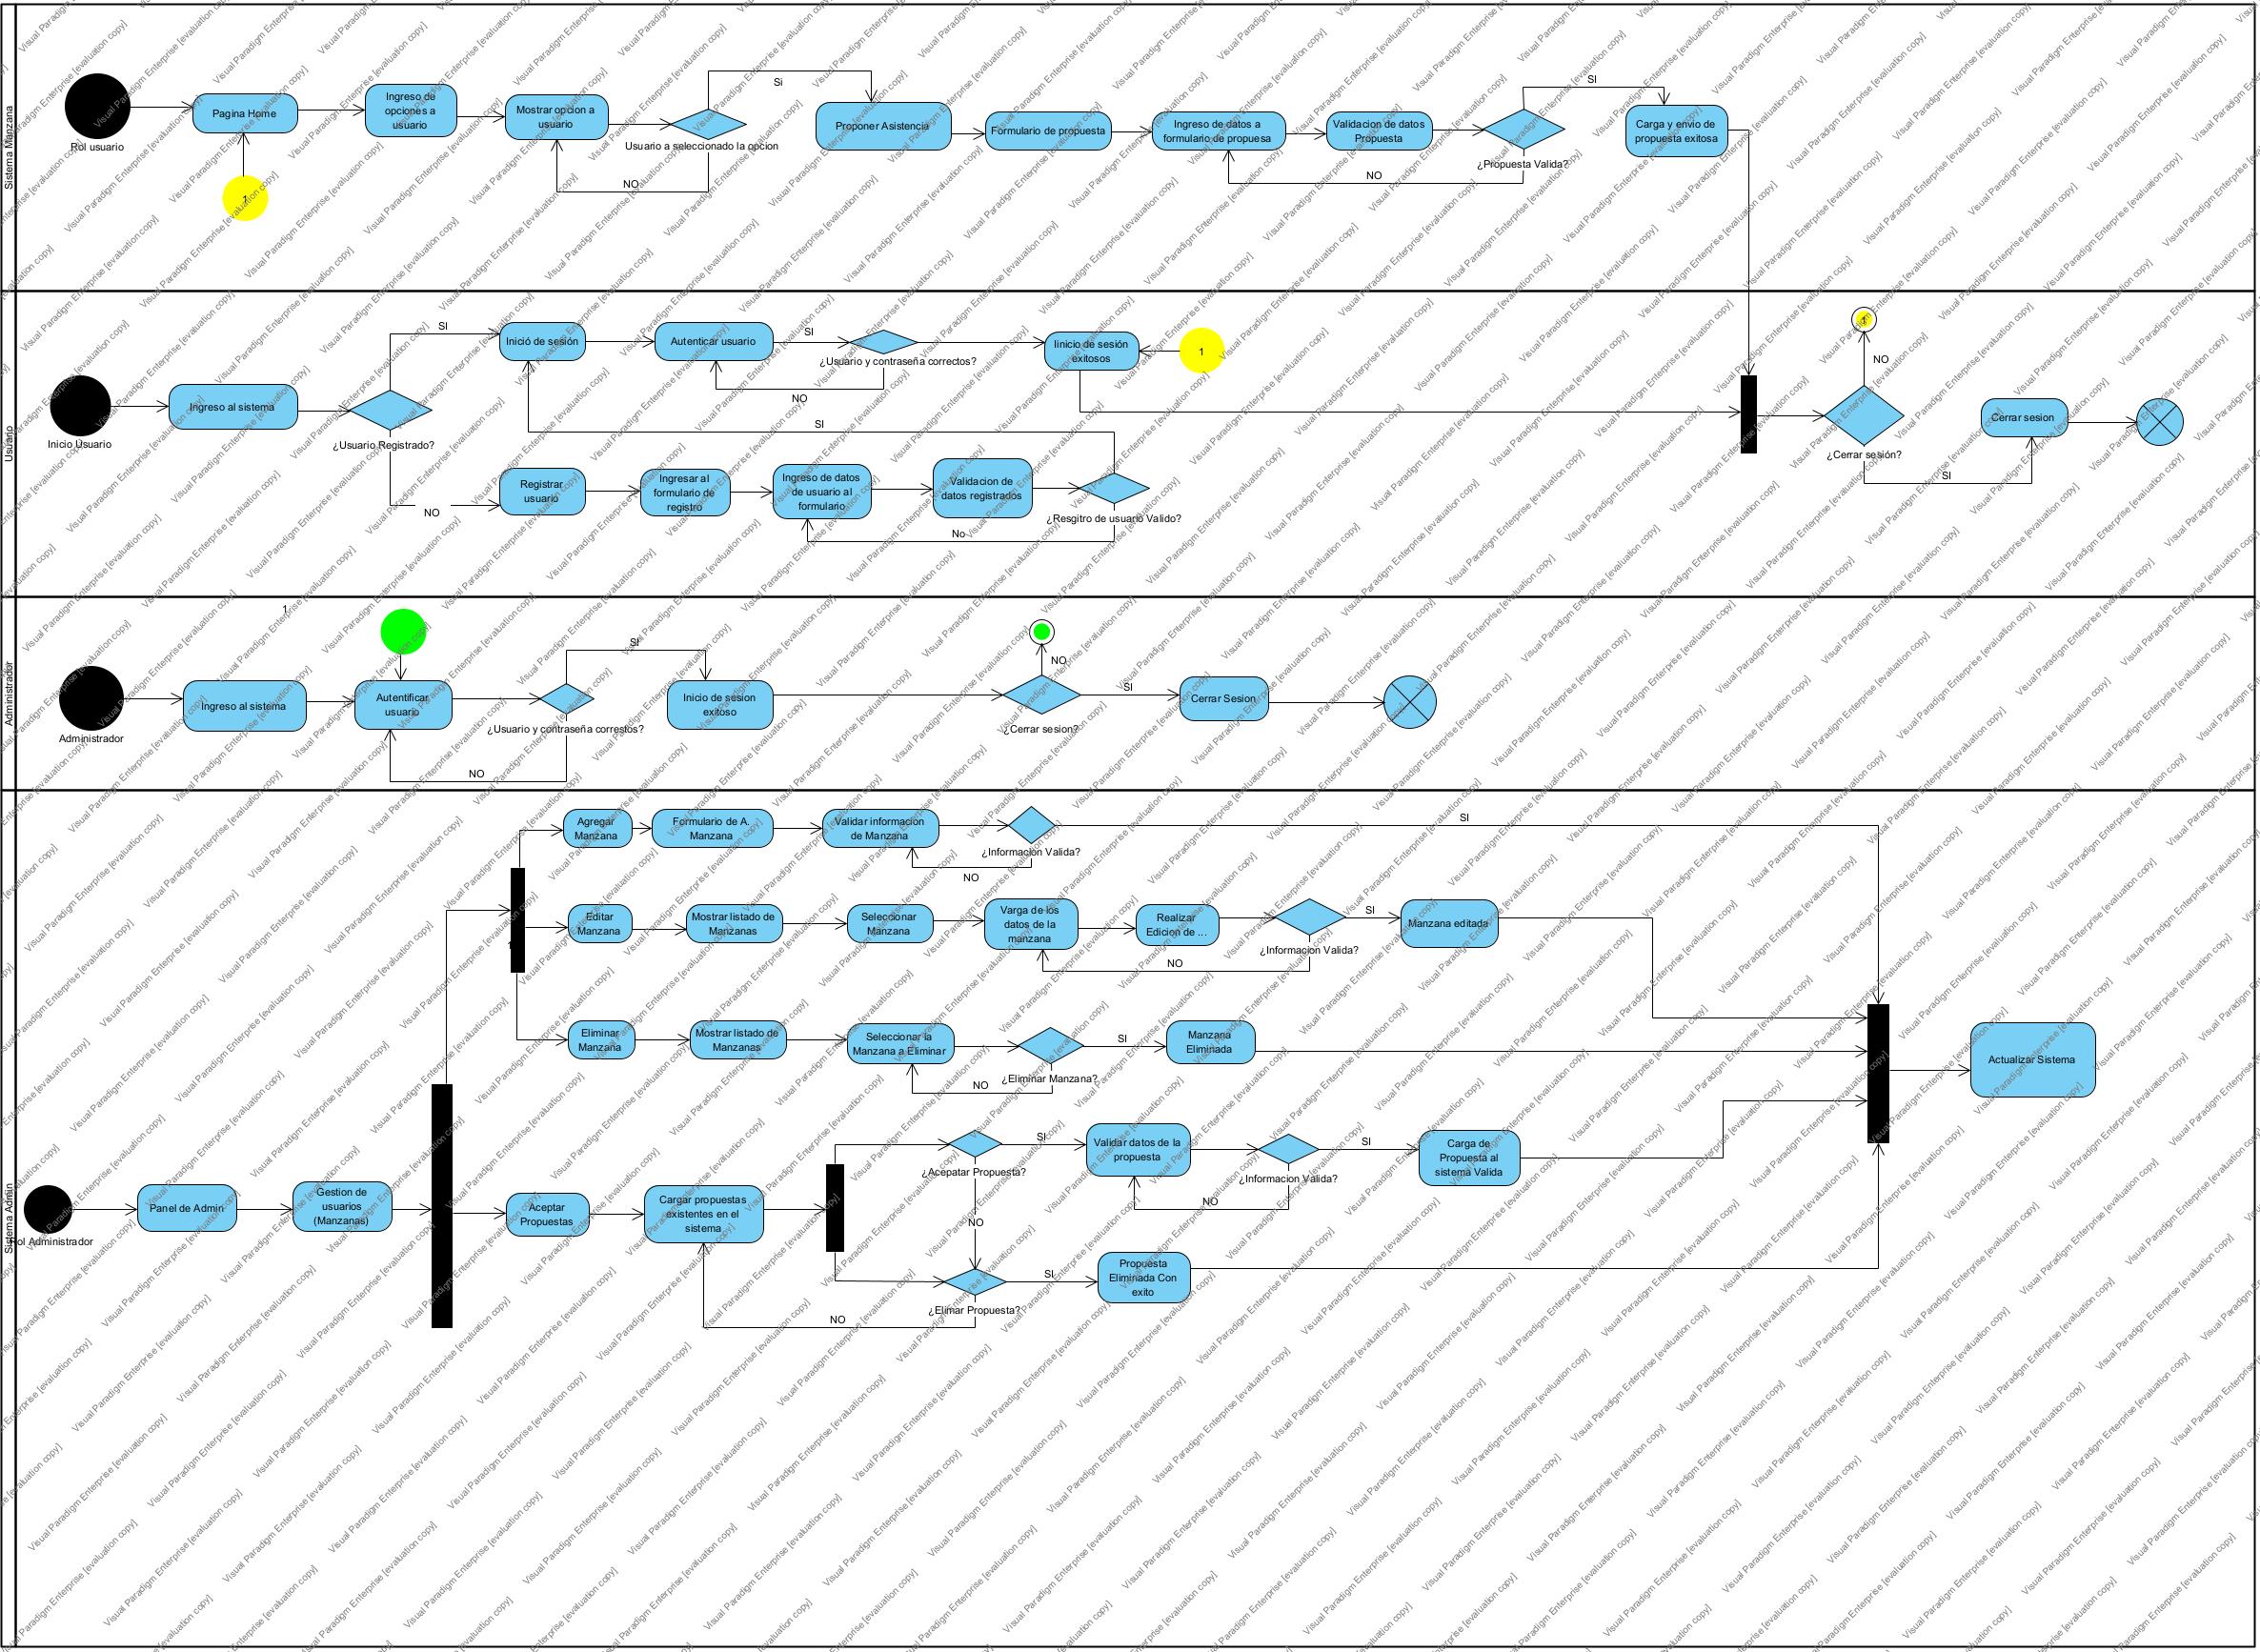 Sistema Manzana
Rol usuario
Pagina Home
1
Ingreso de
opciones a
usuario
Mostrar opcion a
usuario
Usuario a seleccionado la opcion
Si
NO
Proponer Asistencia
Formulario de propuesta
Ingreso de datos a
formulario de propuesa
Validacion de datos
Propuesta
¿Propuesta Valida?
SI
NO
Carga y envio de
propuesta exitosa
Usuario
Inicio Usuario
Ingreso al sistema
¿Usuario Registrado?
SI
NO
Inició de sesión
Autenticar usuario
SI
¿Usuario y contraseña correctos?
NO
Iinicio de sesión
exitosos
1
SI
Registrar
usuario
Ingresar al
formulario de
registro
Ingreso de datos
de usuario al
formulario
Validacion de
datos registrados
¿Resgitro de usuario Valido?
No
1
NO
¿Cerrar sesión?
SI
Cerrar sesion
Administrador
1
Administrador
Ingreso al sistema
Autentificar
usuario
¿Usuario y contraseña correstos?
SI
NO
Inicio de sesion
exitoso
NO
¿Cerrar sesion?
SI
Cerrar Sesion
Sistema Admin
Rol Administrador
Panel de Admin
Gestion de
usuarios
(Manzanas)
1
Agregar
Manzana
Formulario de A.
Manzana
Validar informacion
de Manzana
¿Informacion Valida?
NO
SI
Editar
Manzana
Mostrar listado de
Manzanas
Seleccionar
Manzana
Varga de los
datos de la
manzana
Realizar
Edicion de ...
¿Informacion Valida?
SI
NO
Manzana editada
Eliminar
Manzana
Mostrar listado de
Manzanas
Seleccionar la
Manzana a Eliminar
¿Eliminar Manzana?
SI
NO
Manzana
Eliminada
Aceptar
Propuestas
Cargar propuestas
existentes en el
sistema
¿Acepatar Propuesta?
SI
NO
Validar datos de la
propuesta
¿Informacion Valida?
SI
NO
Carga de
Propuesta al
sistema Valida
¿Elimar Propuesta?
SI
NO
Propuesta
Eliminada Con
exito
Actualizar Sistema
Visual Paradigm Enterprise [evaluation copy]